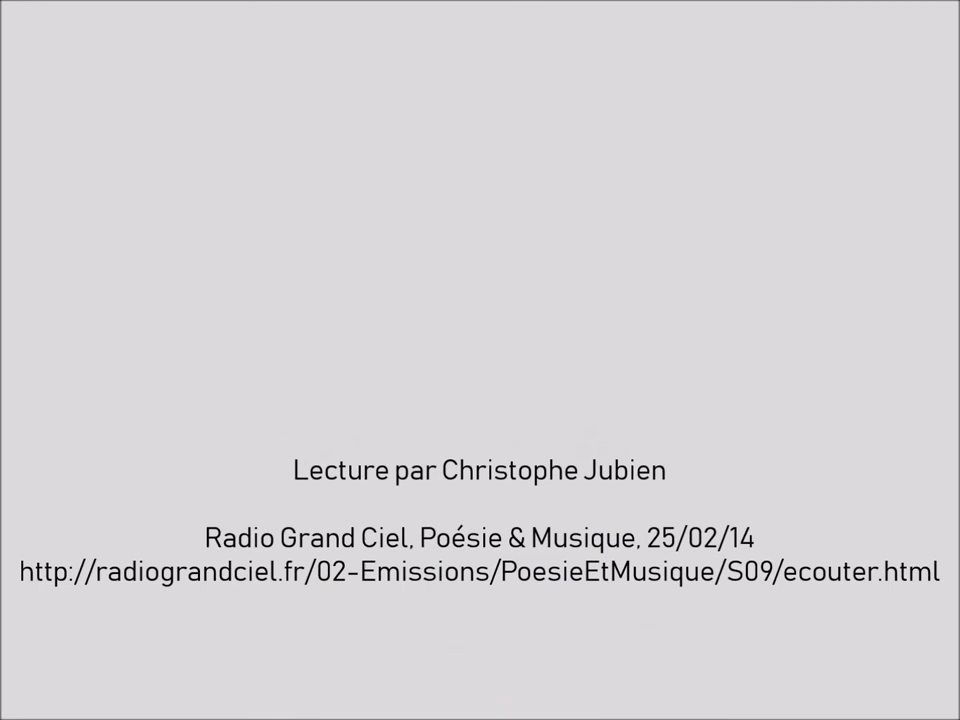 Lecture par Christophe Jubien
Radio Grand Ciel, Poésie & Musique, 25/02/14
http://radiograndciel.fr/02-Emissions/PoesieEtMusique/S09/ecouter.html